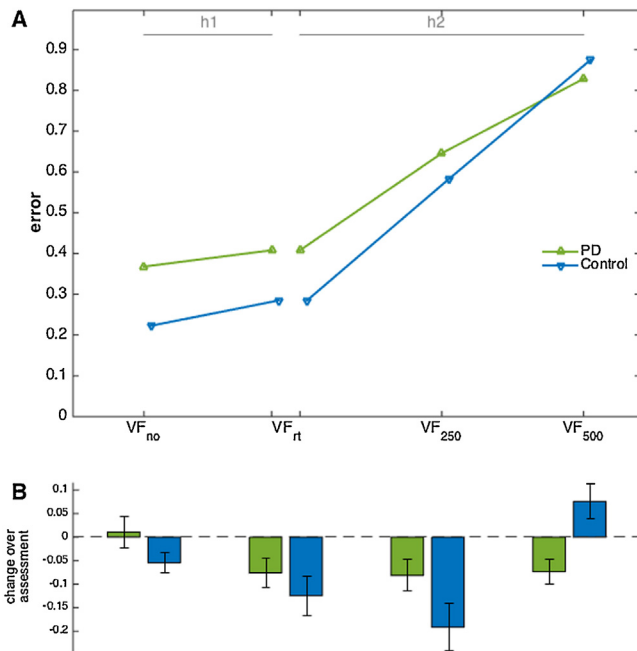 A
h1 h2
0.9
0.8
0.7
0.6
0.5
0.4
0.3
0.2
0.1
0
error
PD
Control
VFno VFrt VF250 VF500
B
0.1
0.05
0
-0.05
-0.1
-0.15
-0.2
change over
assessment